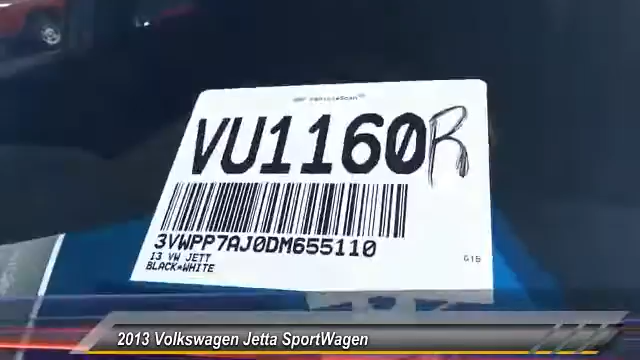 VU1160R
3VWPP7AJ0DM655110
13 VW JETT
BLACK*WHITE
G15
2013 Volkswagen Jetta SportWagen